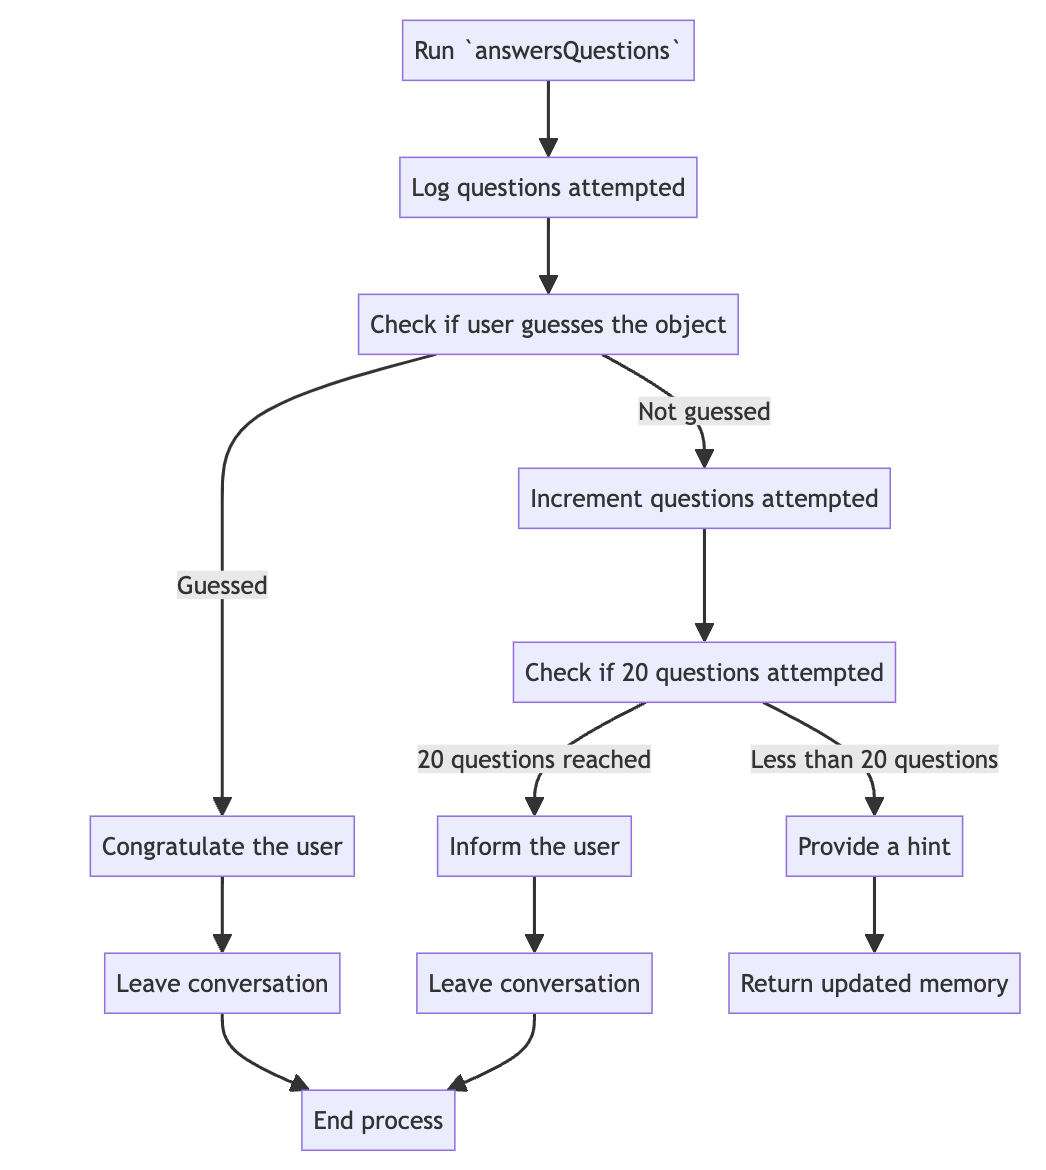 Run `answersQuestions`
Log questions attempted
Check if user guesses the object
Not guessed
Increment questions attempted
Guessed
Check if 20 questions attempted
20 questions reached
Less than 20 questions
Congratulate the user
Inform the user
Provide a hint
Leave conversation
Leave conversation
Return updated memory
End process